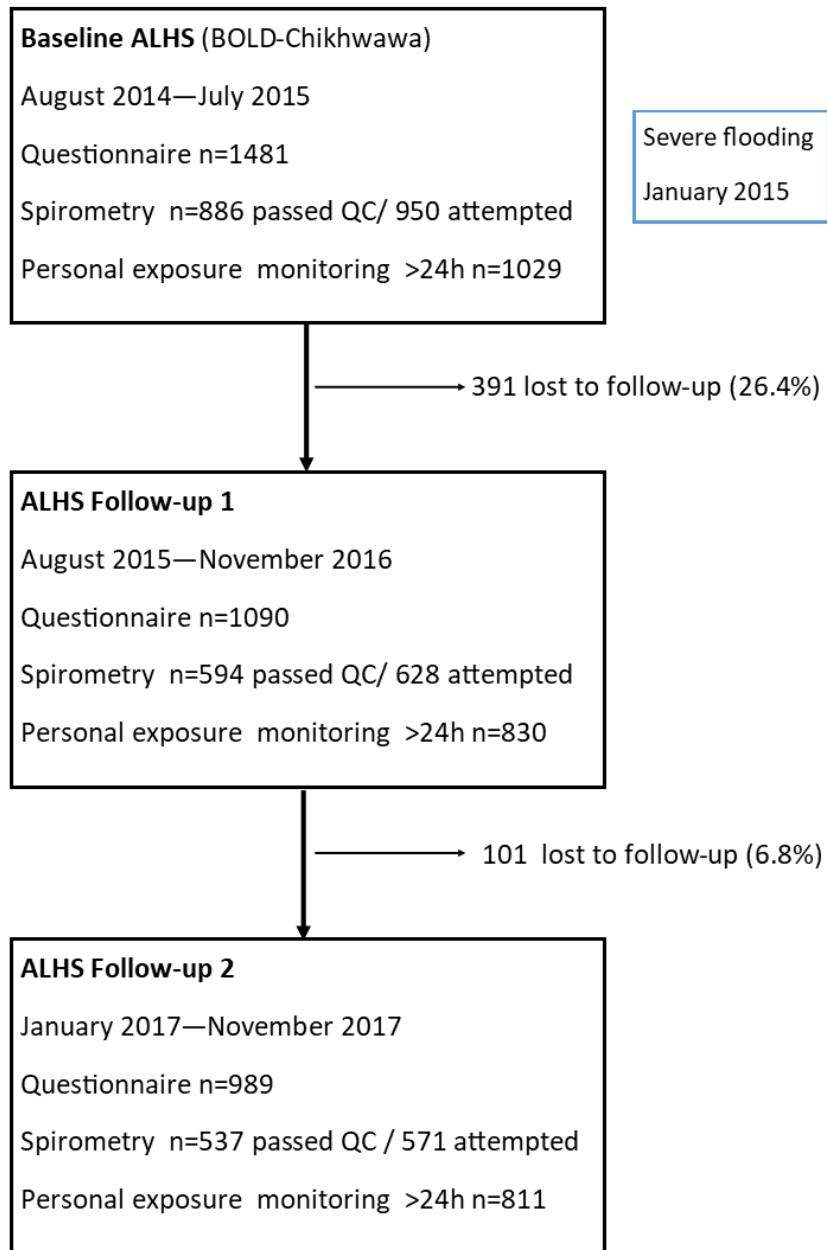 Baseline ALHS (BOLD-Chikhwawa)
August 2014—July 2015
Questionnaire n=1481
Spirometry n=886 passed QC/ 950 attempted
Personal exposure monitoring >24h n=1029
Severe flooding
January 2015
391 lost to follow-up (26.4%)
ALHS Follow-up 1
August 2015—November 2016
Questionnaire n=1090
Spirometry n=594 passed QC/ 628 attempted
Personal exposure monitoring >24h n=830
101 lost to follow-up (6.8%)
ALHS Follow-up 2
January 2017—November 2017
Questionnaire n=989
Spirometry n=537 passed QC / 571 attempted
Personal exposure monitoring >24h n=811